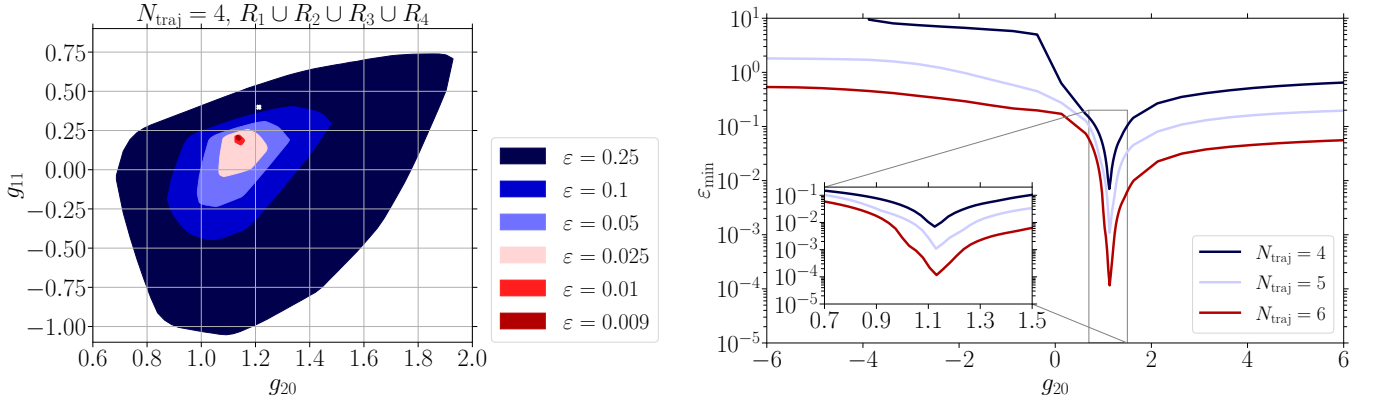 N_traj = 4, R_1 ∪ R_2 ∪ R_3 ∪ R_4
0.75
0.50
0.25
0.00
−0.25
−0.50
−0.75
−1.00
g_11
0.6 0.8 1.0 1.2 1.4 1.6 1.8 2.0
g_20
ε = 0.25
ε = 0.1
ε = 0.05
ε = 0.025
ε = 0.01
ε = 0.009
10^1
10^0
10^−1
10^−2
10^−3
10^−4
10^−5
ε_min
−6 −4 −2 0 2 4 6
g_20
10^−1
10^−2
10^−3
10^−4
10^−5
0.7 0.9 1.1 1.3 1.5
N_traj = 4
N_traj = 5
N_traj = 6